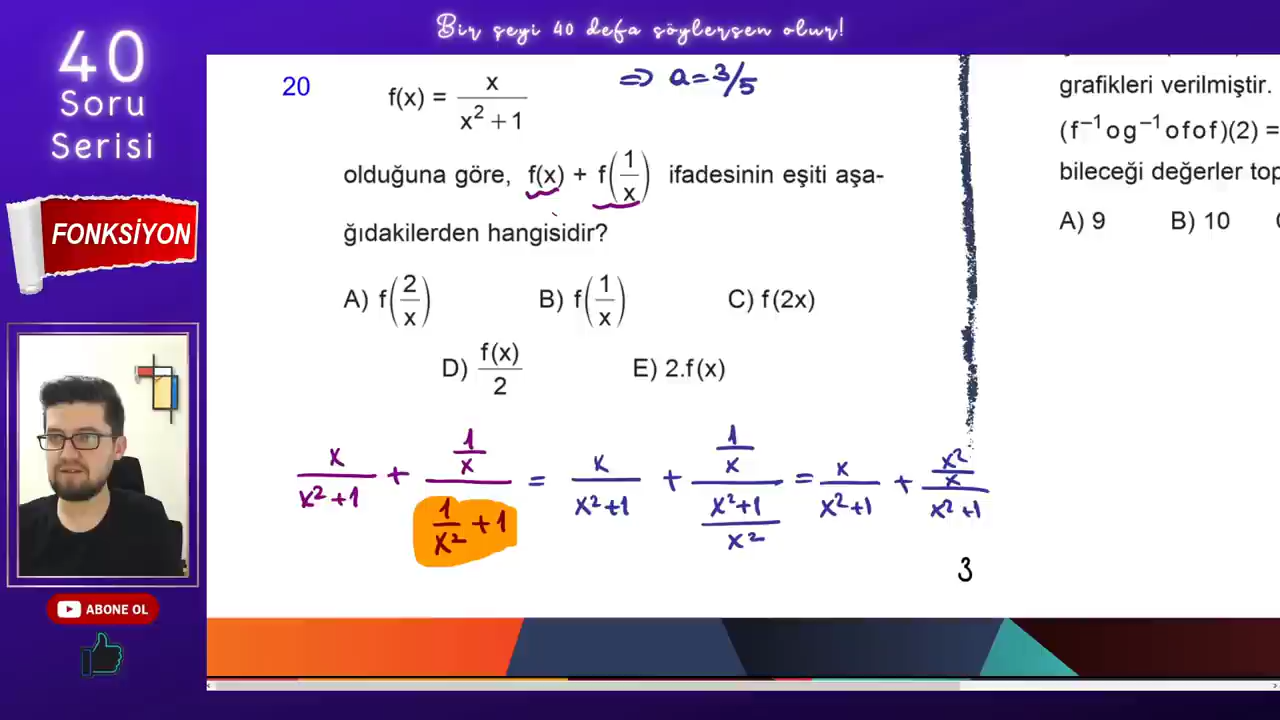 Bir şeyi 40 defa söylersen olur!
40
Soru
Serisi
FONKSİYON
ABONE OL
20
f(x) = x / (x² + 1)
⇒ a = 3/5
olduğuna göre, f(x) + f(1/x) ifadesinin eşiti aşa-
ğıdakilerden hangisidir?
A) f(2/x) B) f(1/x) C) f(2x)
D) f(x)/2 E) 2.f(x)
x/(x²+1) + (1/x)/(1/x² + 1) = x/(x²+1) + (1/x)/((x²+1)/x²) = x/(x²+1) + (x²/x)/(x²+1)
3
grafikleri verilmiştir.
(f⁻¹ o g⁻¹ o f o f)(2) =
bileceği değerler top
A) 9 B) 10